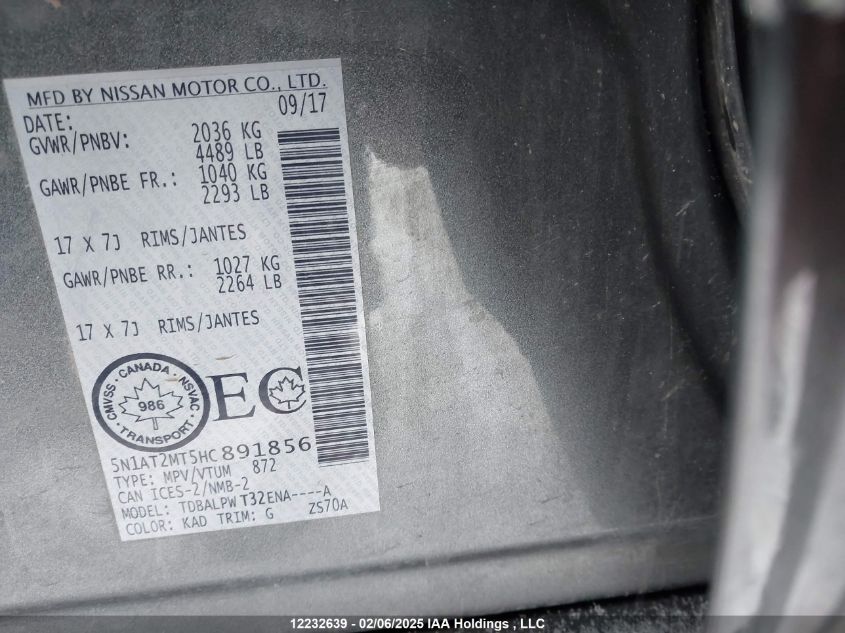 MFD BY NISSAN MOTOR CO., LTD.
DATE: 09/17
GVWR/PNBV: 2036 KG
4489 LB
GAWR/PNBE FR.: 1040 KG
2293 LB
17 X 7J RIMS/JANTES
GAWR/PNBE RR.: 1027 KG
2264 LB
17 X 7J RIMS/JANTES
CMVSS · CANADA · NSVAC · TRANSPORT ·
986
EC
5N1AT2MT5HC891856
TYPE: MPV/VTUM 872
CAN ICES-2/NMB-2
MODEL: TDBALPW T32ENA----A
COLOR: KAD TRIM: G ZS70A
12232639 - 02/06/2025 IAA Holdings , LLC